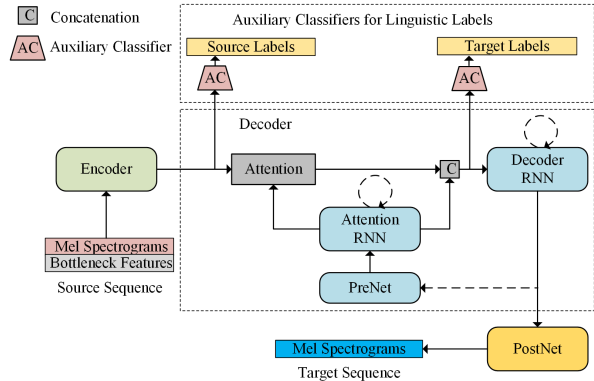 C Concatenation
AC Auxiliary Classifier
Auxiliary Classifiers for Linguistic Labels
Source Labels
Target Labels
AC
AC
Decoder
Encoder
Attention
C
Decoder
RNN
Attention
RNN
Mel Spectrograms
Bottleneck Features
Source Sequence
PreNet
Mel Spectrograms
Target Sequence
PostNet